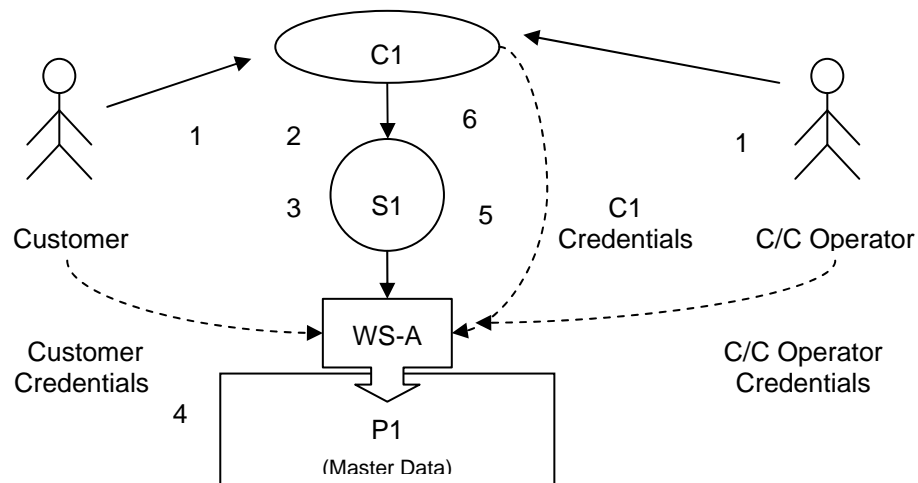 C1
1
2
6
1
3
S1
5
C1
Credentials
Customer
C/C Operator
WS-A
Customer
Credentials
C/C Operator
Credentials
4
P1
(Master Data)